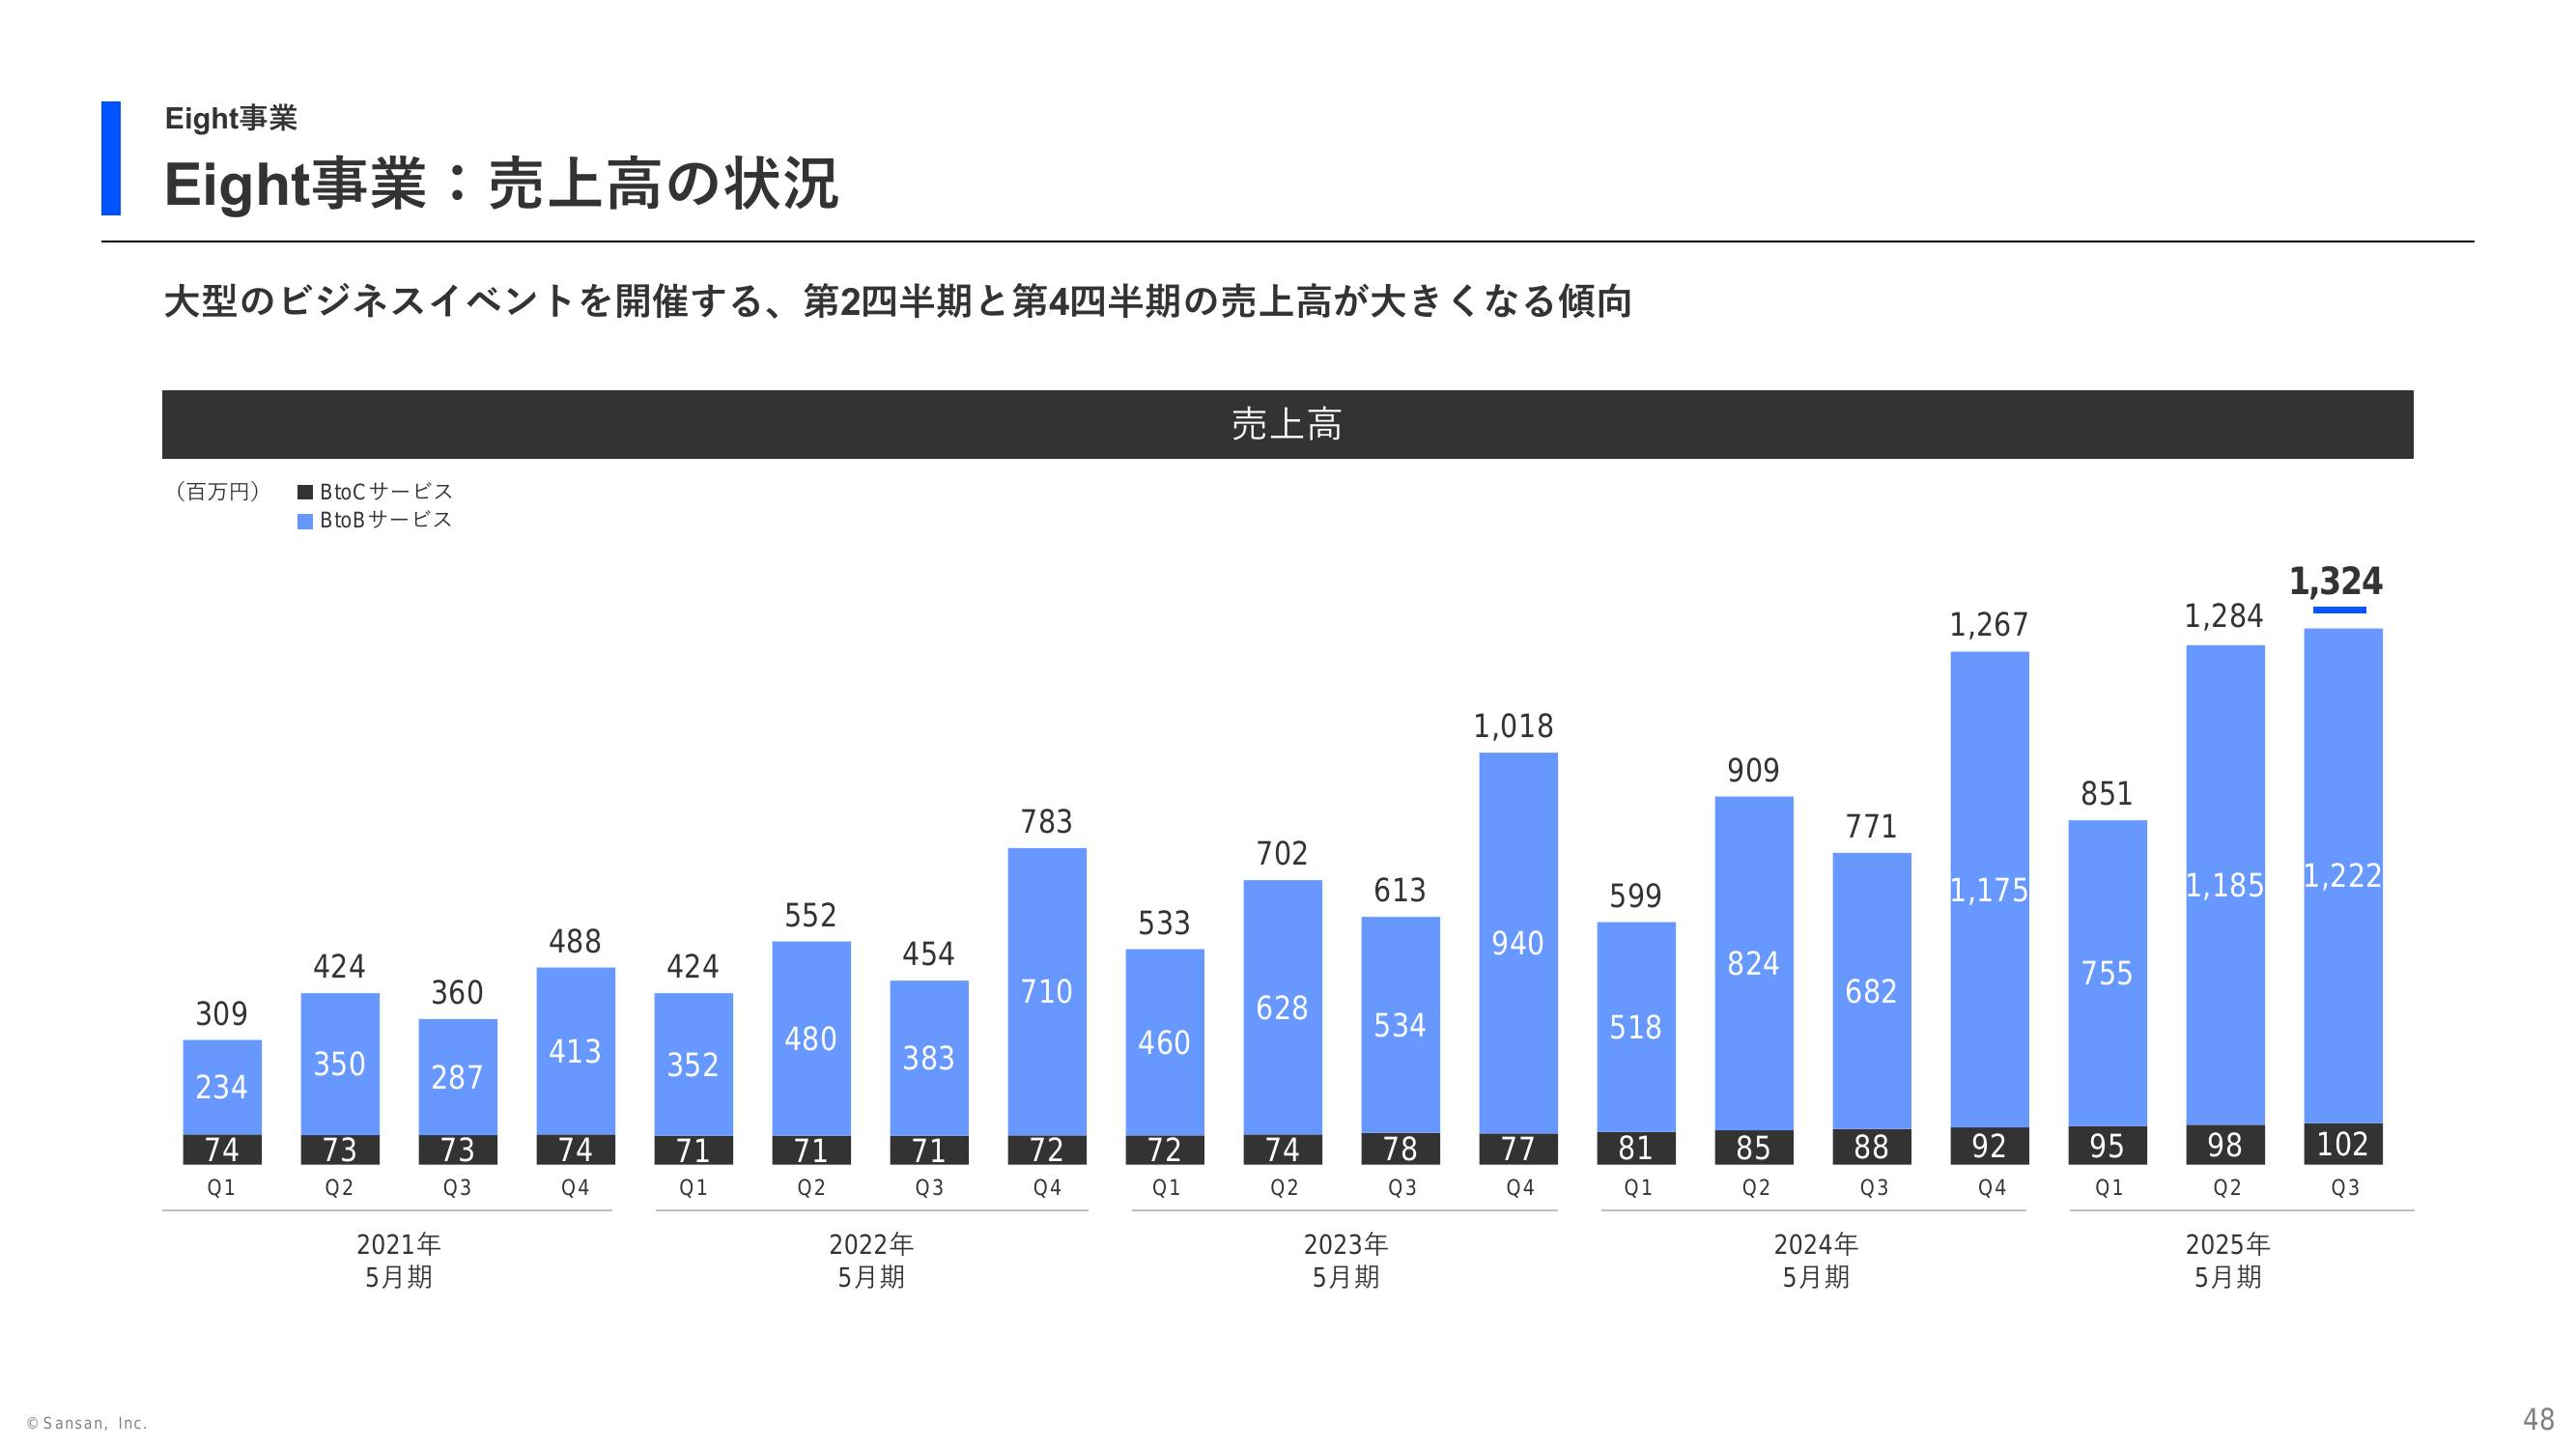 Eight事業
Eight事業：売上高の状況
大型のビジネスイベントを開催する、第2四半期と第4四半期の売上高が大きくなる傾向
売上高
（百万円）
BtoCサービス
BtoBサービス
309 424 360 488 424 552 454 783 533 702 613 1,018 599 909 771 1,267 851 1,284 1,324
234 350 287 413 352 480 383 710 460 628 534 940 518 824 682 1,175 755 1,185 1,222
74 73 73 74 71 71 71 72 72 74 78 77 81 85 88 92 95 98 102
Q1 Q2 Q3 Q4 Q1 Q2 Q3 Q4 Q1 Q2 Q3 Q4 Q1 Q2 Q3 Q4 Q1 Q2 Q3
2021年 2022年 2023年 2024年 2025年
5月期 5月期 5月期 5月期 5月期
©Sansan, Inc.
48